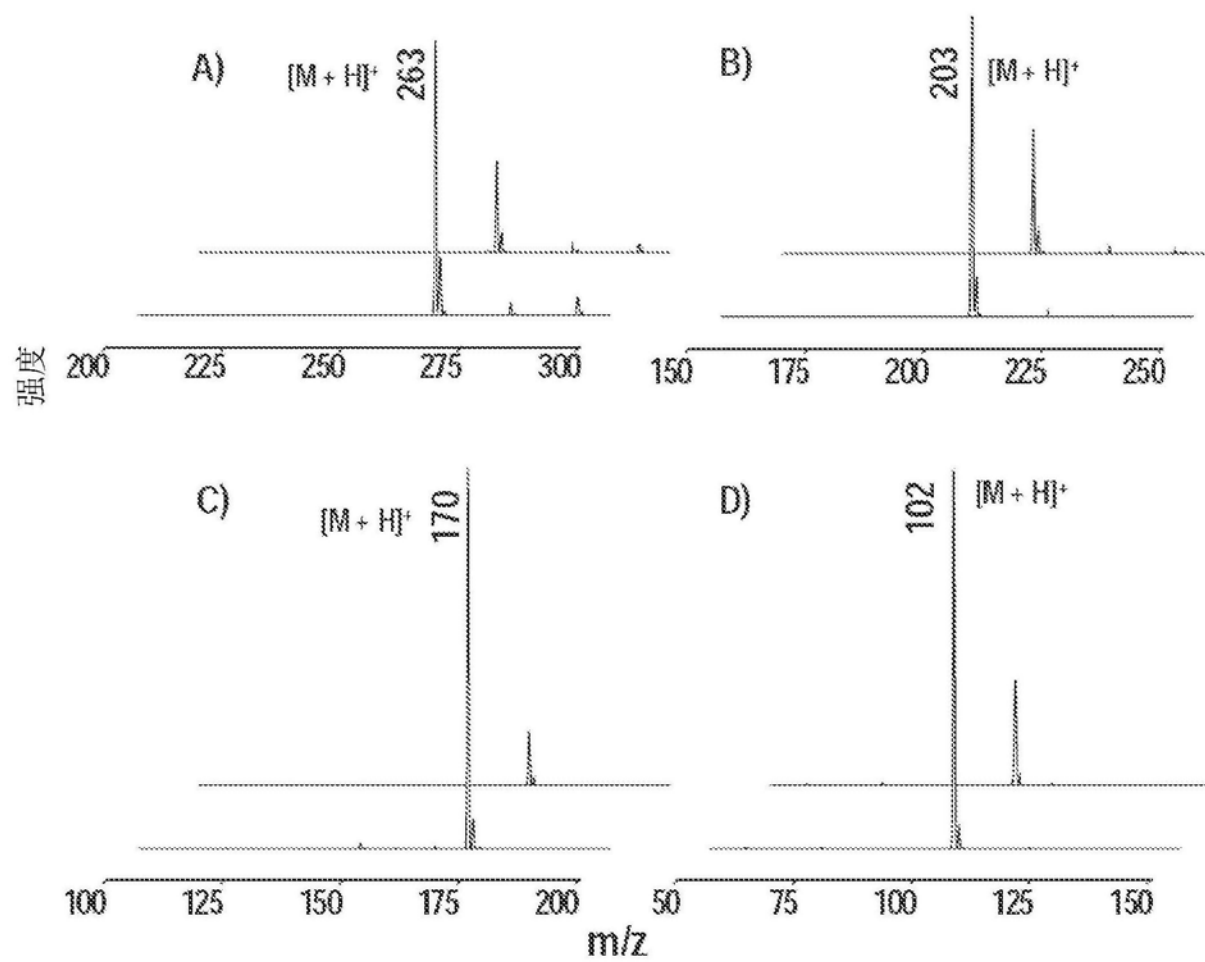 A)
[M + H]+
263
B)
203
[M + H]+
强度
200 225 250 275 300
150 175 200 225 250
C)
[M + H]+
170
D)
102
[M + H]+
100 125 150 175 200
50 75 100 125 150
m/z